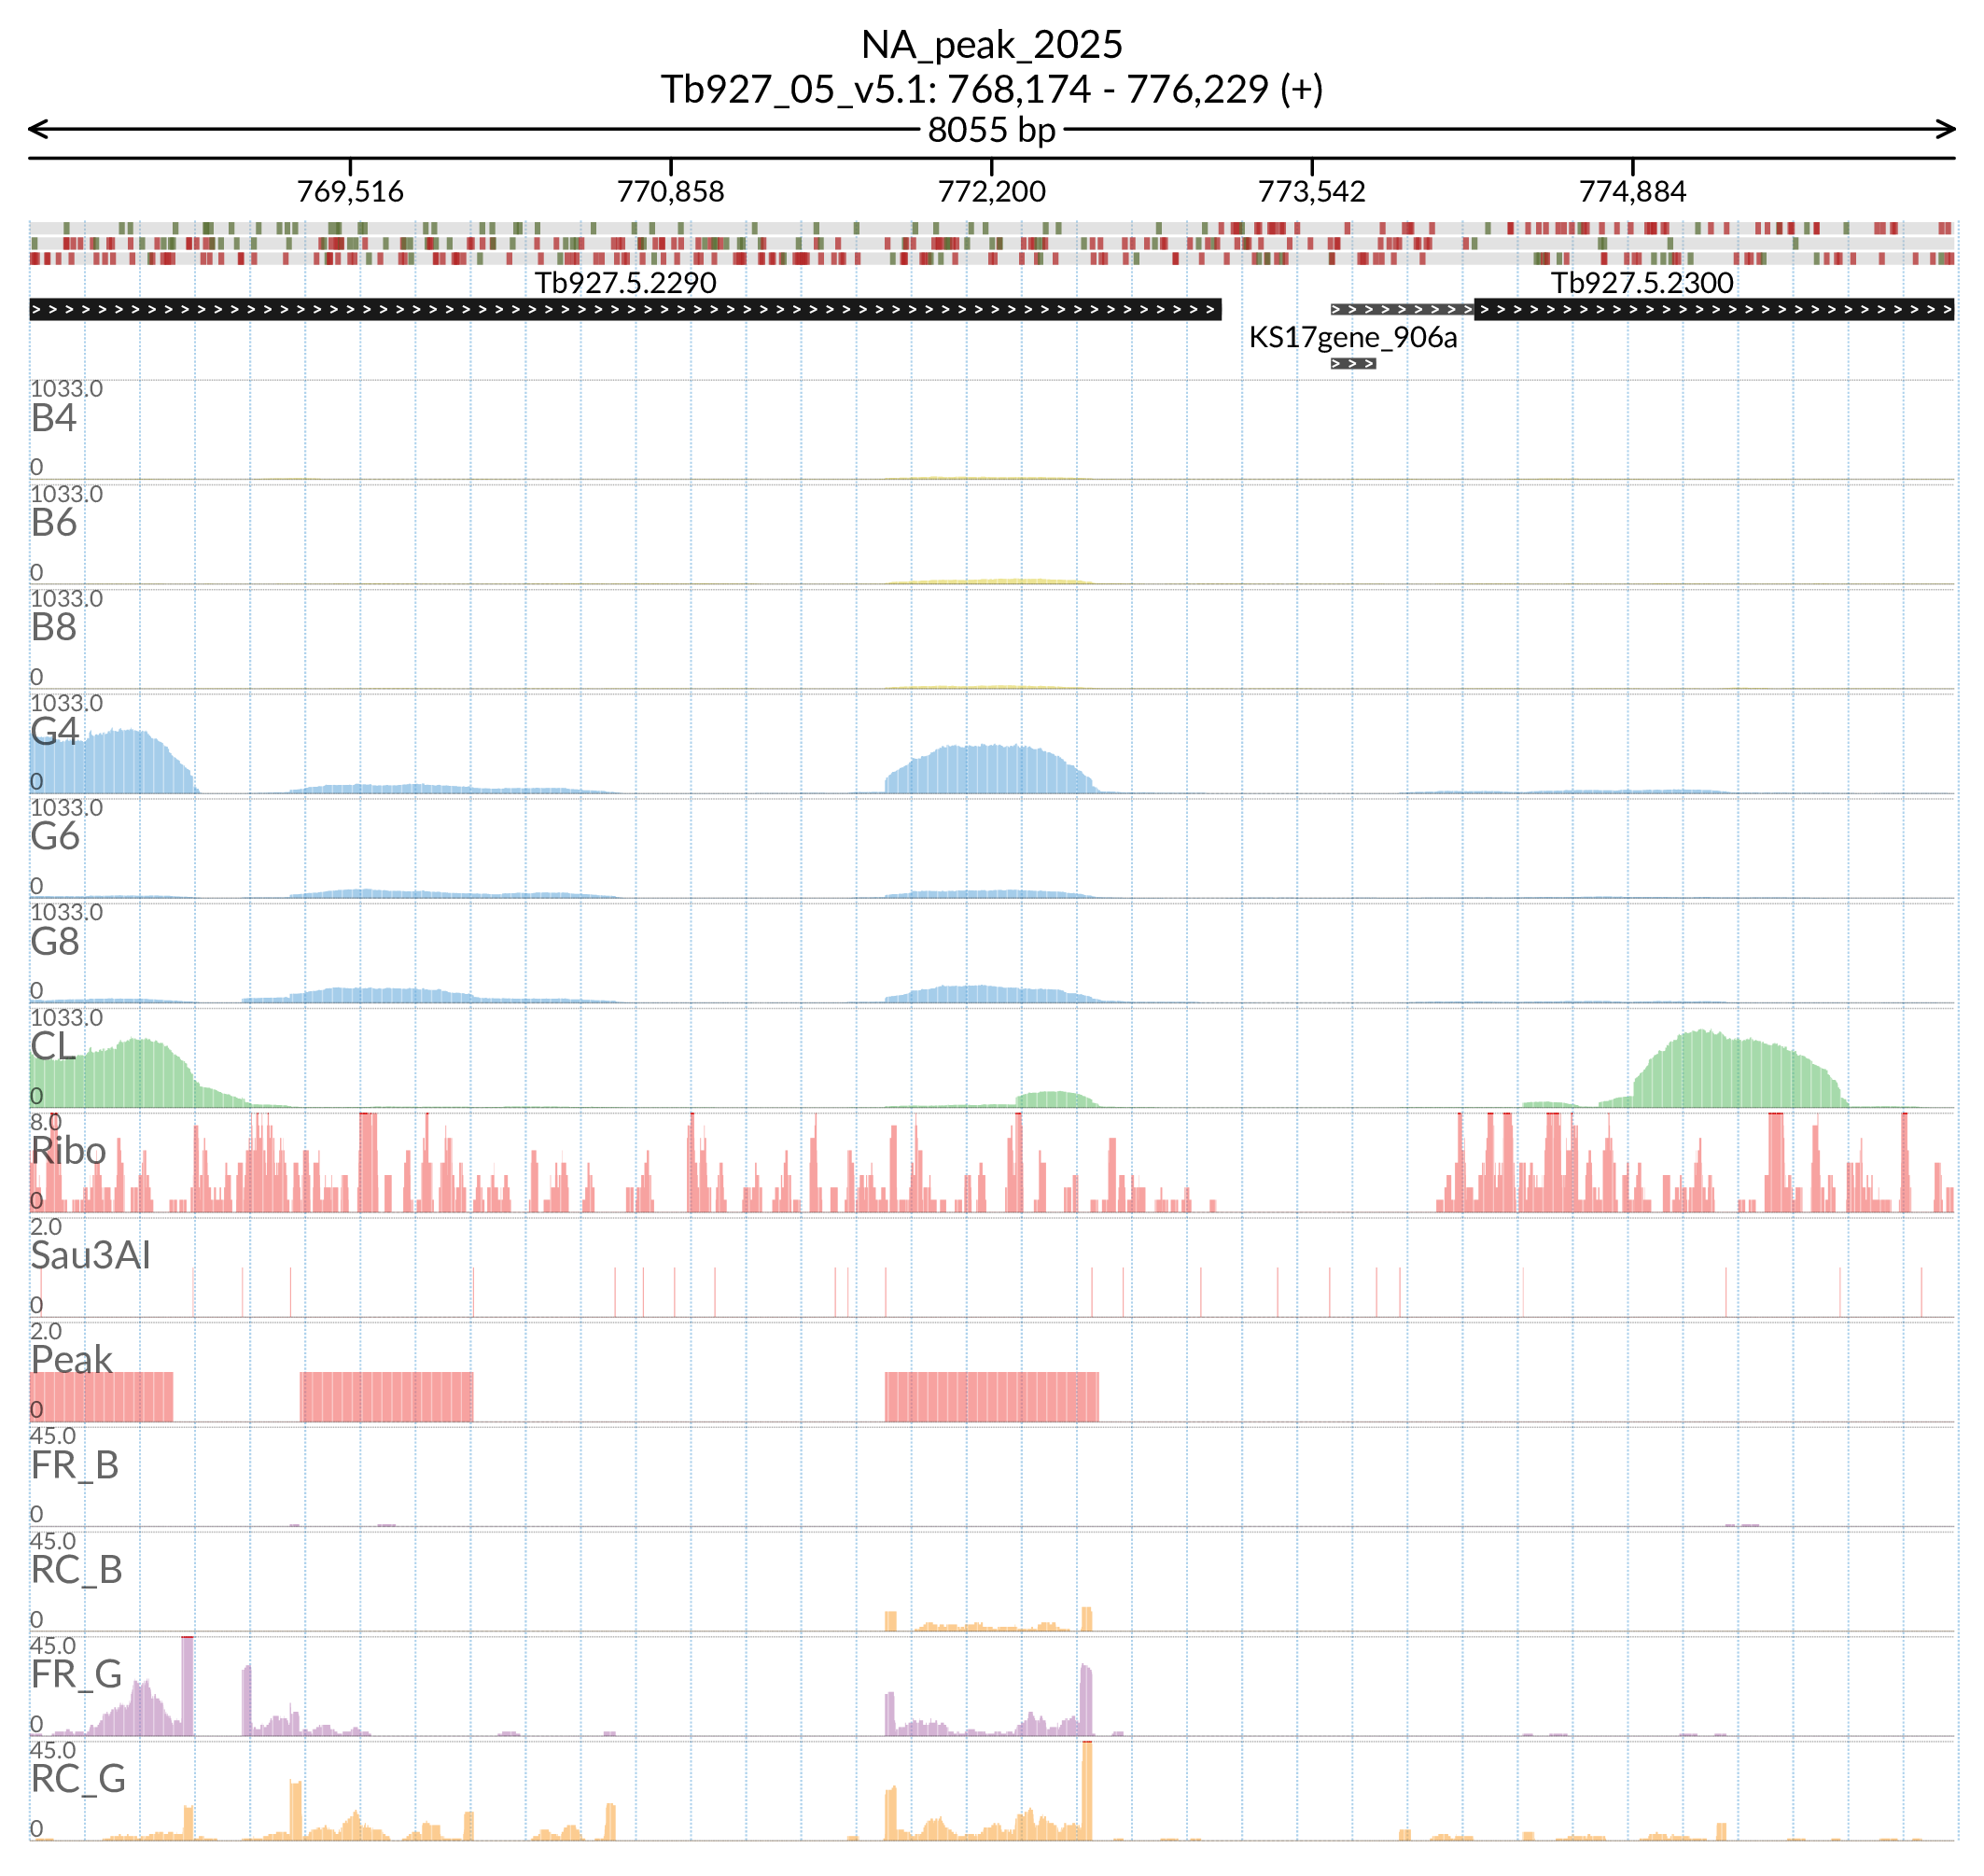 NA_peak_2025
Tb927_05_v5.1: 768,174 - 776,229 (+)
8055 bp
769,516 770,858 772,200 773,542 774,884
Tb927.5.2290 Tb927.5.2300
KS17gene_906a
1033.0
B4
0
1033.0
B6
0
1033.0
B8
0
1033.0
G4
0
1033.0
G6
0
1033.0
G8
0
1033.0
CL
0
8.0
Ribo
0
2.0
Sau3AI
0
2.0
Peak
0
45.0
FR_B
0
45.0
RC_B
0
45.0
FR_G
0
45.0
RC_G
0